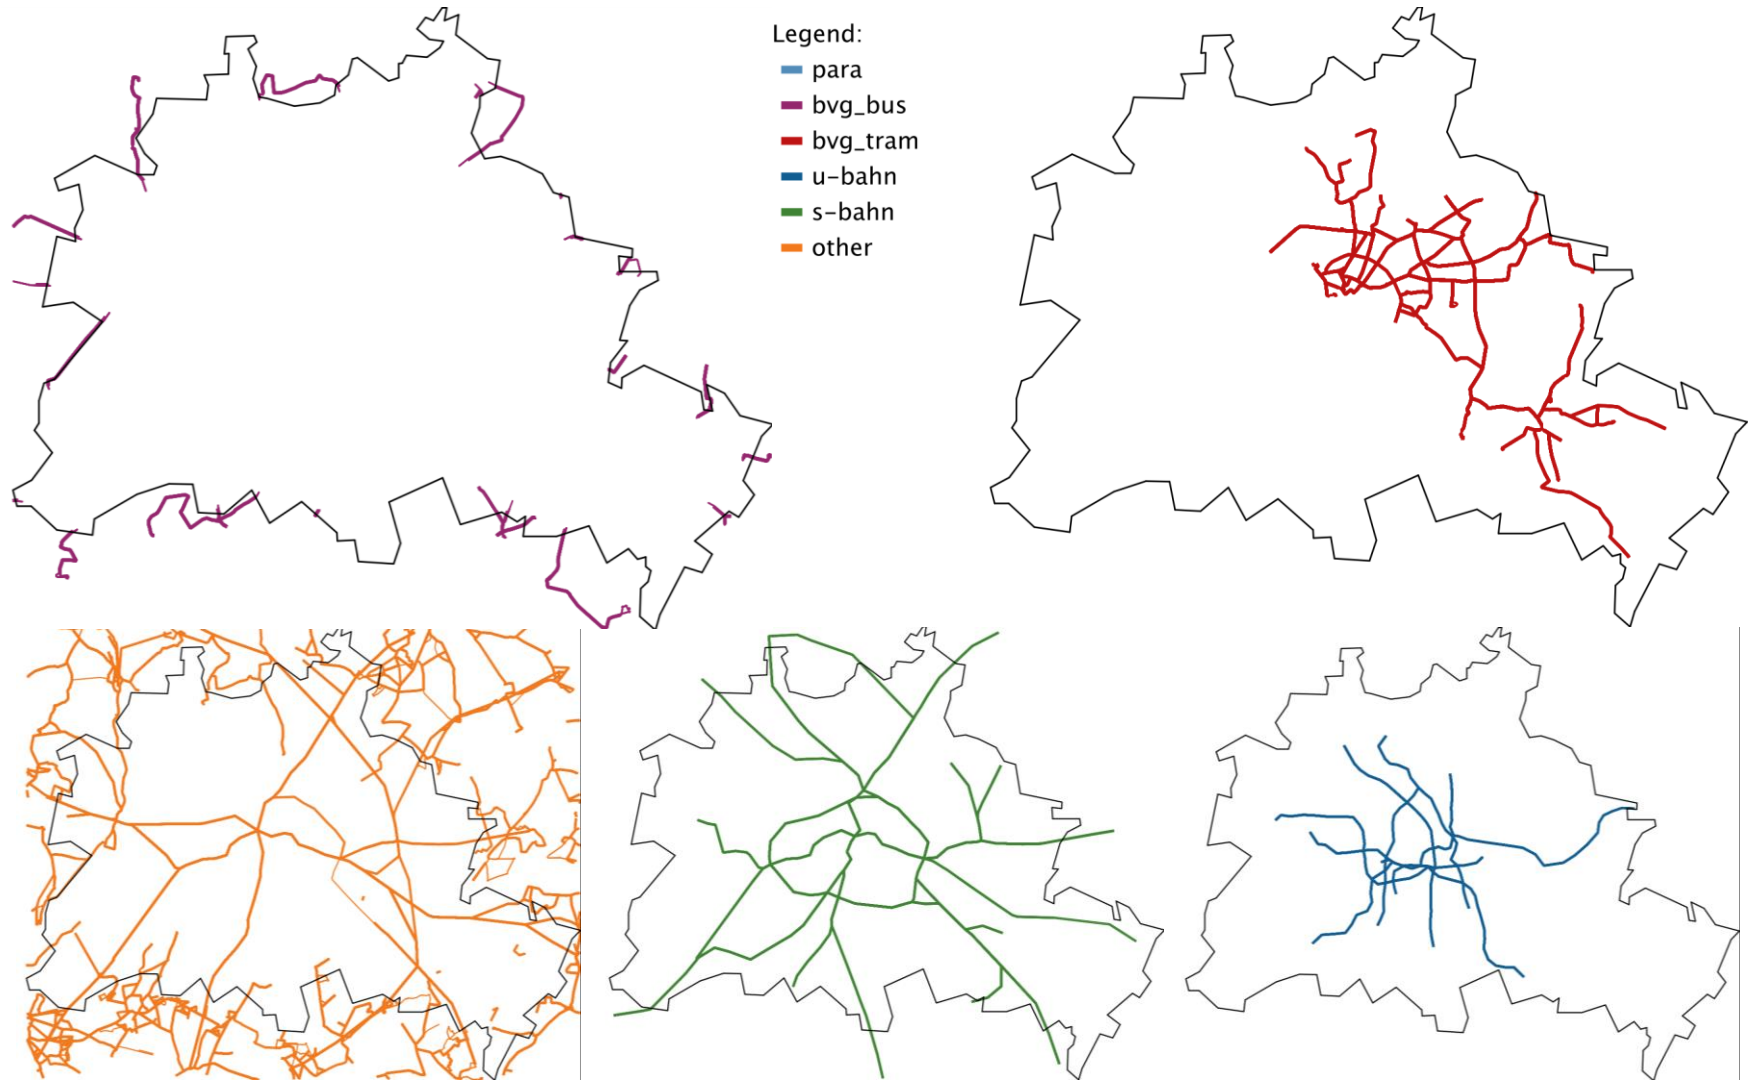 Legend:
para
bvg_bus
bvg_tram
u-bahn
s-bahn
other